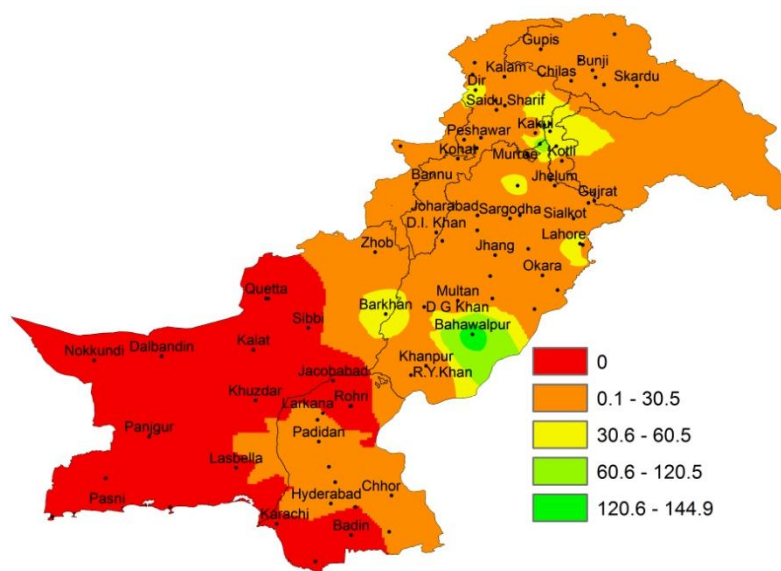 Gupis
Bunji
Kalam
Chilas
Skardu
Dir
Saidu Sharif
Kakul
Peshawar
Kohat
Murree
Kotli
Bannu
Jhelum
Gujrat
Joharabad
Sargodha
Sialkot
D.I. Khan
Lahore
Zhob
Jhang
Okara
Quetta
Multan
Barkhan
D G Khan
Sibbi
Bahawalpur
Nokkundi
Dalbandin
Kalat
Khanpur
Jacobabad
R.Y.Khan
Khuzdar
Rohri
Larkana
Panjgur
Padidan
Lasbella
Pasni
Hyderabad
Chhor
Karachi
Badin
0
0.1 - 30.5
30.6 - 60.5
60.6 - 120.5
120.6 - 144.9